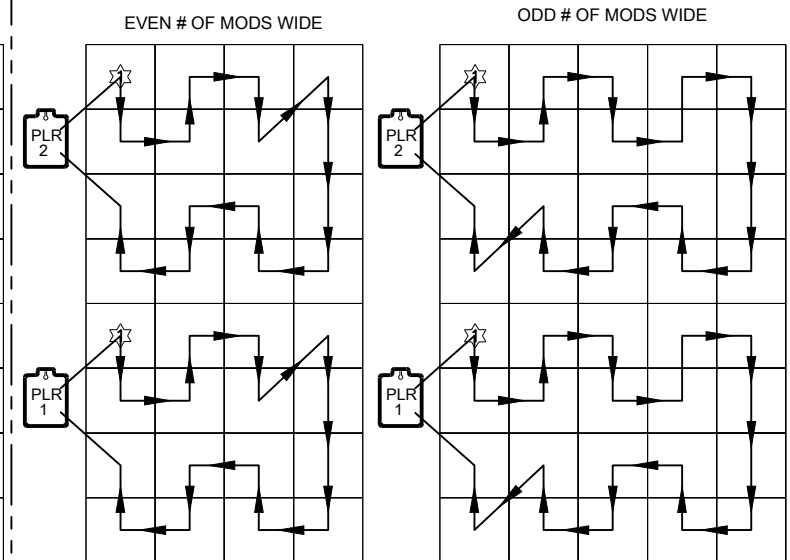 EVEN # OF MODS WIDE
ODD # OF MODS WIDE
1
1
PLR
2
PLR
2
1
1
PLR
1
PLR
1